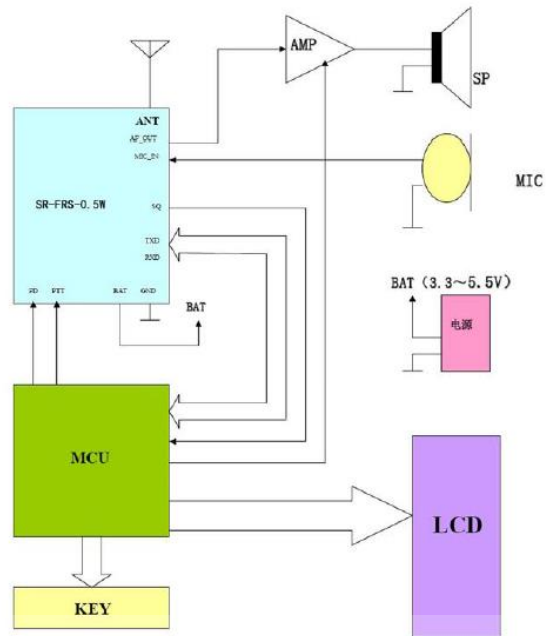 AMP
SP
ANT
AF_OUT
MIC_IN
MIC
SR-FRS-0.5W
SQ
TXD
RXD
PD
PTT
BAT
GND
BAT
BAT (3.3～5.5V)
电源
MCU
LCD
KEY